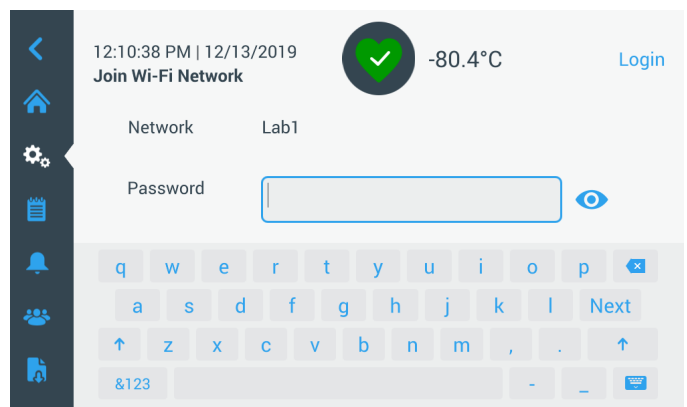 12:10:38 PM | 12/13/2019
-80.4°C
Login
Join Wi-Fi Network
Network Lab1
Password
q w e r t y u i o p
a s d f g h j k l Next
z x c v b n m , .
&123 - _